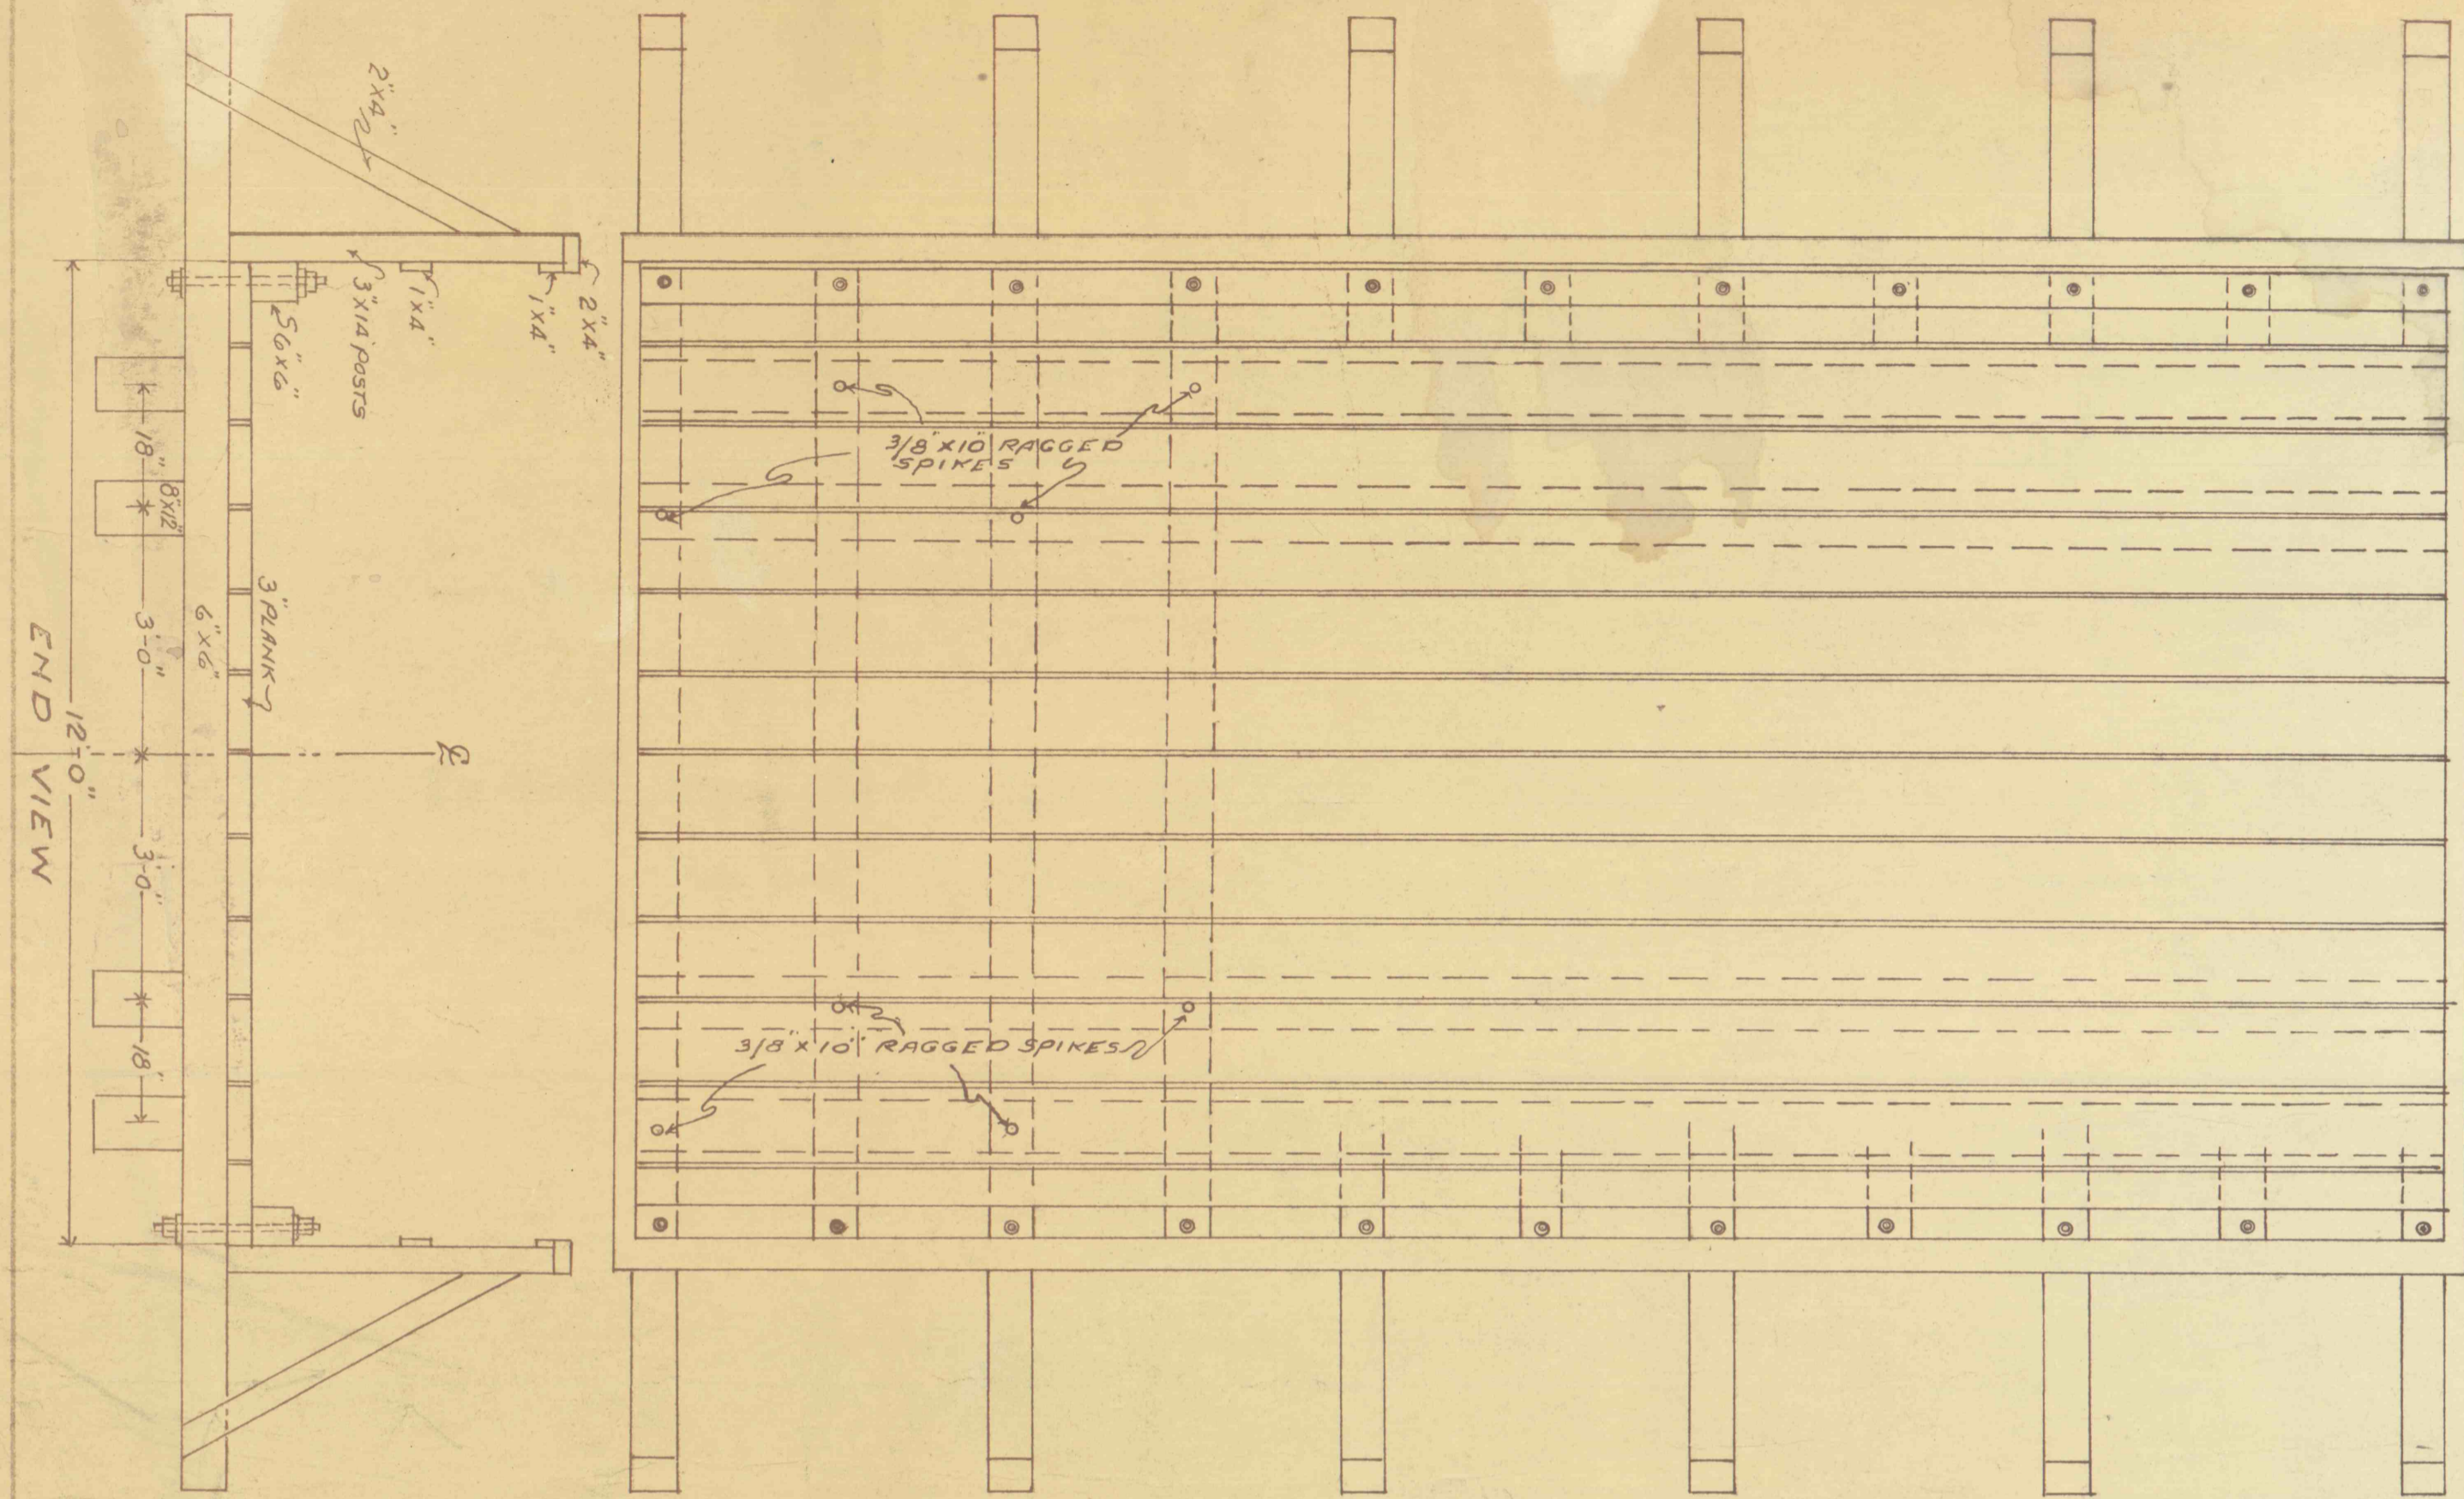 2"X4"
3"X14 POSTS
1"X4"
1"X4"
2"X4"
6"X6"
18"
8"X12"
3'-0"
6"X6"
3"PLANK
12'-0"
3'-0"
18"
END VIEW
3/8"X10" RAGGED
SPIKES
3/8"X10" RAGGED SPIKES